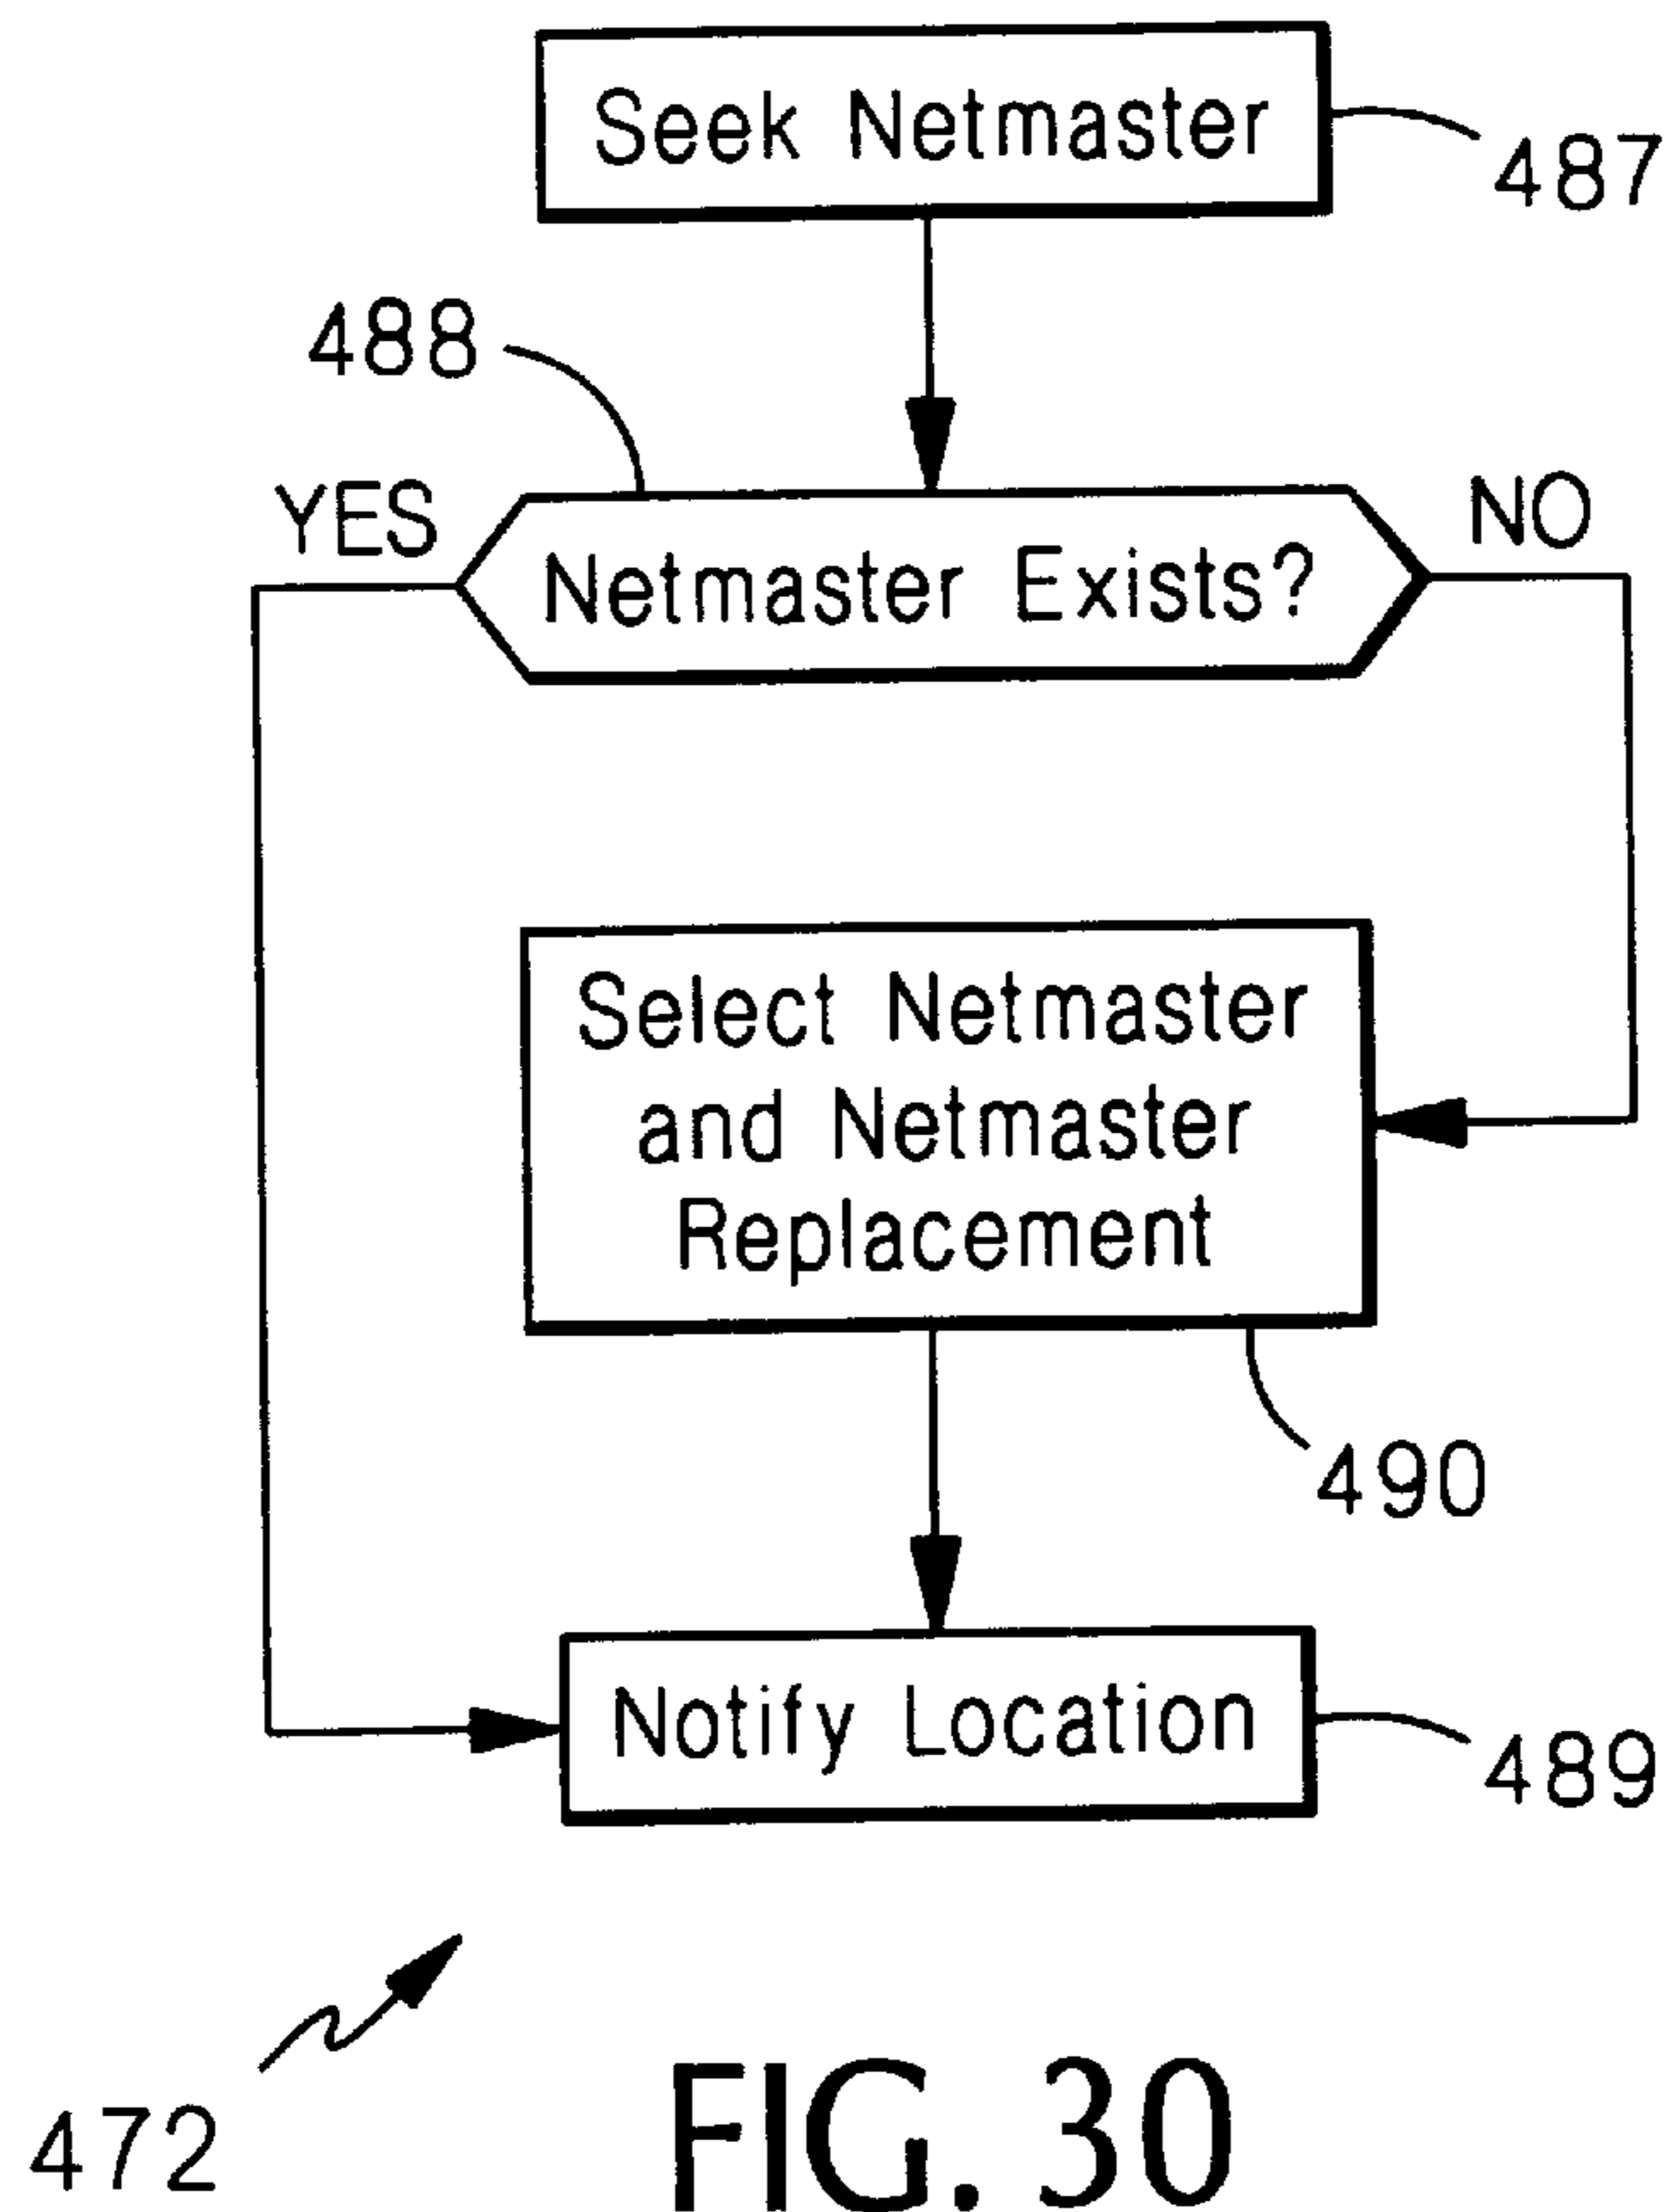 Seek Netmaster
487
488
YES
NO
Netmaster Exists?
Select Netmaster
and Netmaster
Replacement
490
Notify Location
489
472
FIG. 30